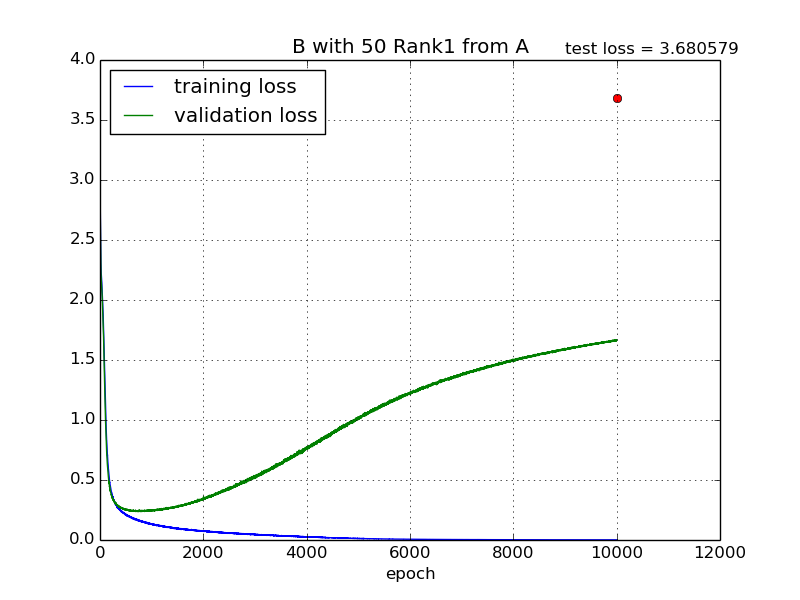 B with 50 Rank1 from A
test loss = 3.680579
4.0
3.5
3.0
2.5
2.0
1.5
1.0
0.5
0.0
training loss
validation loss
0 2000 4000 6000 8000 10000 12000
epoch